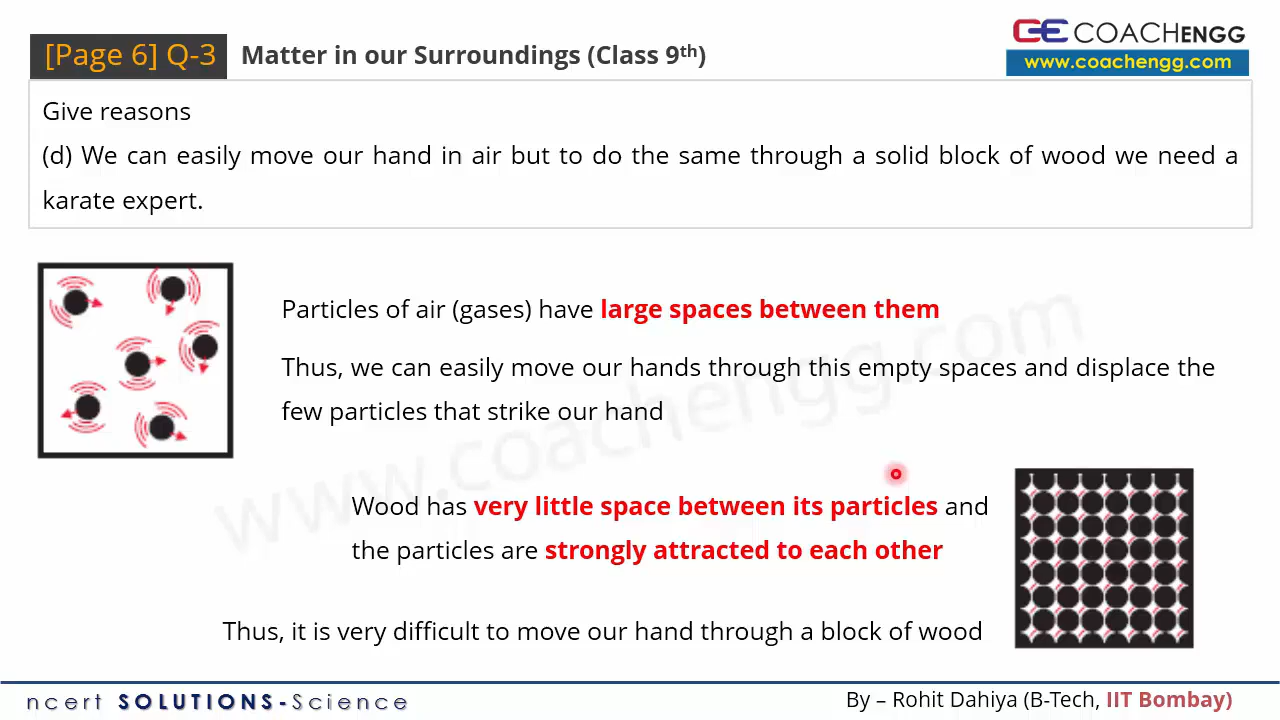 [Page 6] Q-3 Matter in our Surroundings (Class 9th)
CE COACHENGG
www.coachengg.com
Give reasons
(d) We can easily move our hand in air but to do the same through a solid block of wood we need a
karate expert.
Particles of air (gases) have large spaces between them
Thus, we can easily move our hands through this empty spaces and displace the
few particles that strike our hand
www.coachengg.com
Wood has very little space between its particles and
the particles are strongly attracted to each other
Thus, it is very difficult to move our hand through a block of wood
ncert SOLUTIONS-Science
By – Rohit Dahiya (B-Tech, IIT Bombay)